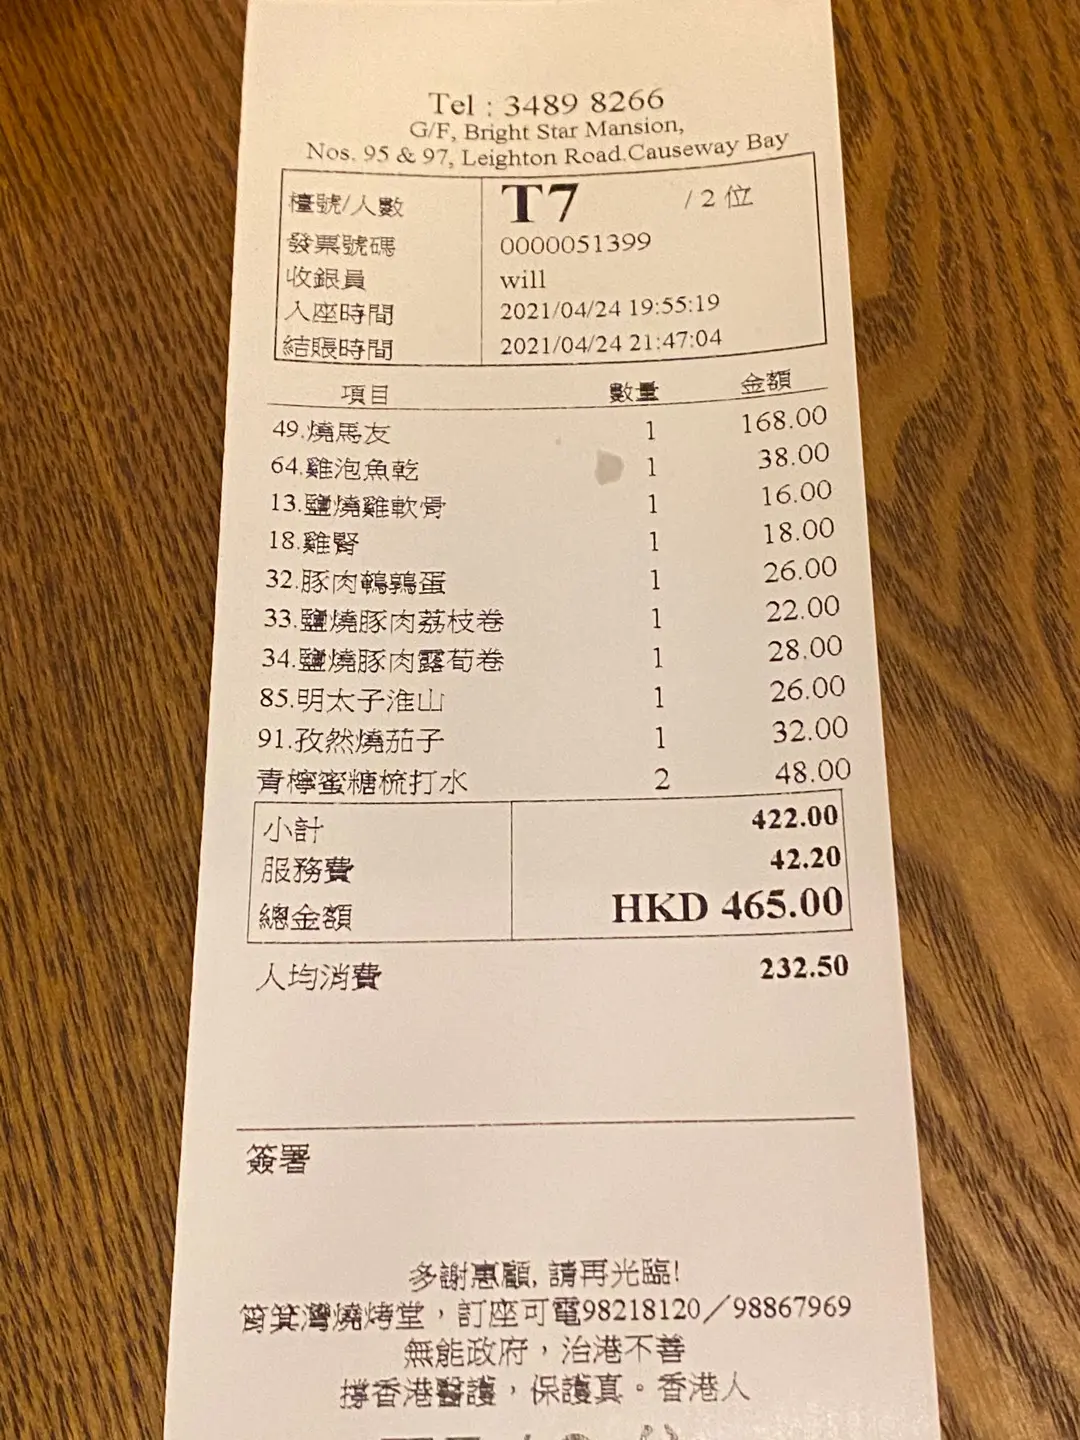 Tel : 3489 8266
G/F, Bright Star Mansion,
Nos. 95 & 97, Leighton Road.Causeway Bay
檯號/人數 T7 / 2 位
發票號碼 0000051399
收銀員 will
入座時間 2021/04/24 19:55:19
結賬時間 2021/04/24 21:47:04
項目 數量 金額
49.燒馬友 1 168.00
64.雞泡魚乾 1 38.00
13.鹽燒雞軟骨 1 16.00
18.雞腎 1 18.00
32.豚肉鵪鶉蛋 1 26.00
33.鹽燒豚肉荔枝卷 1 22.00
34.鹽燒豚肉露荀卷 1 28.00
85.明太子淮山 1 26.00
91.孜然燒茄子 1 32.00
青檸蜜糖梳打水 2 48.00
小計 422.00
服務費 42.20
總金額 HKD 465.00
人均消費 232.50
簽署
多謝惠顧, 請再光臨!
筲箕灣燒烤堂，訂座可電98218120／98867969
無能政府，治港不善
撐香港醫護，保護真。香港人